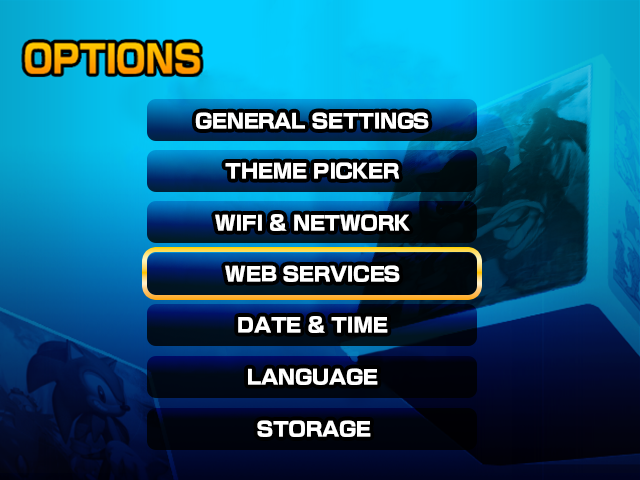 OPTIONS
GENERAL SETTINGS
THEME PICKER
WIFI & NETWORK
WEB SERVICES
DATE & TIME
LANGUAGE
STORAGE